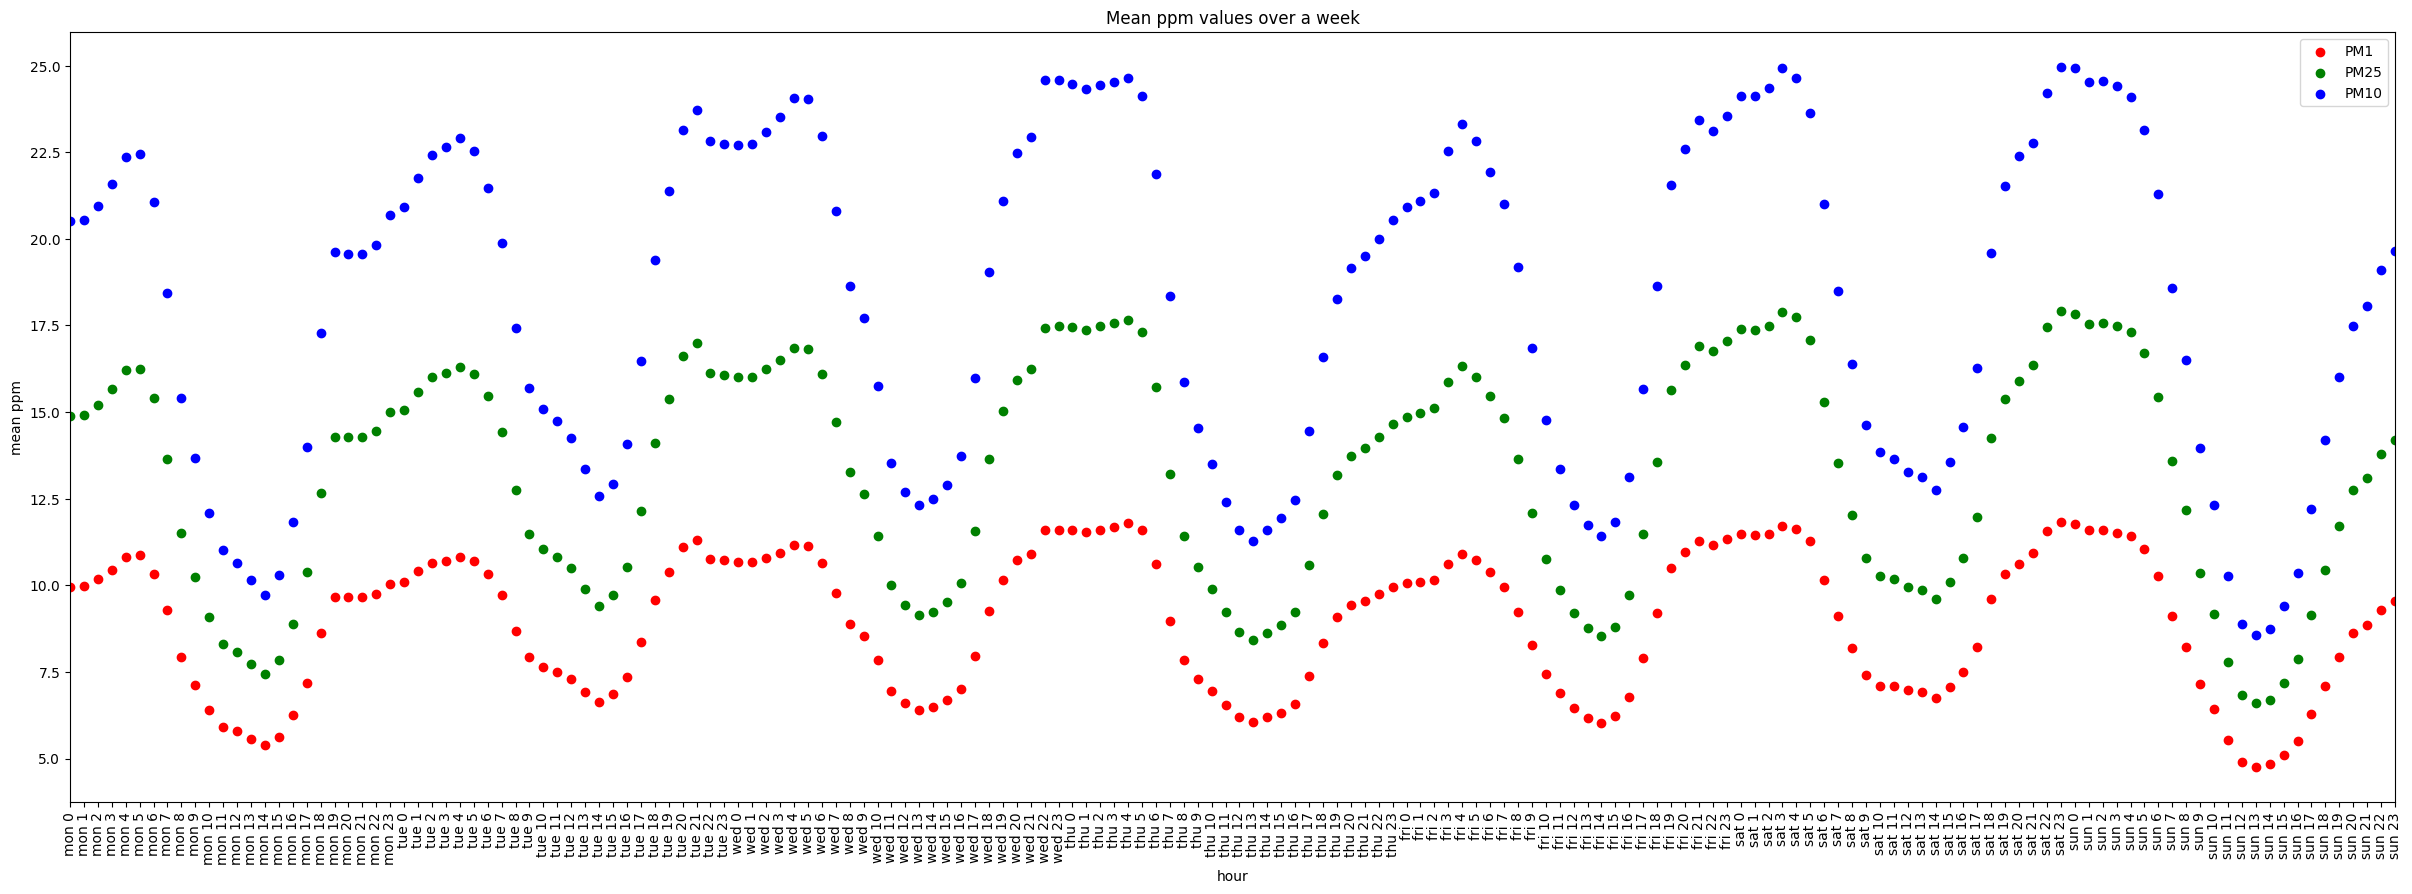 Mean ppm values over a week
PM1
PM25
PM10
mean ppm
25.0
22.5
20.0
17.5
15.0
12.5
10.0
7.5
5.0
mon 0
mon 1
mon 2
mon 3
mon 4
mon 5
mon 6
mon 7
mon 8
mon 9
mon 10
mon 11
mon 12
mon 13
mon 14
mon 15
mon 16
mon 17
mon 18
mon 19
mon 20
mon 21
mon 22
mon 23
tue 0
tue 1
tue 2
tue 3
tue 4
tue 5
tue 6
tue 7
tue 8
tue 9
tue 10
tue 11
tue 12
tue 13
tue 14
tue 15
tue 16
tue 17
tue 18
tue 19
tue 20
tue 21
tue 22
tue 23
wed 0
wed 1
wed 2
wed 3
wed 4
wed 5
wed 6
wed 7
wed 8
wed 9
wed 10
wed 11
wed 12
wed 13
wed 14
wed 15
wed 16
wed 17
wed 18
wed 19
wed 20
wed 21
wed 22
wed 23
thu 0
thu 1
thu 2
thu 3
thu 4
thu 5
thu 6
thu 7
thu 8
thu 9
thu 10
thu 11
thu 12
thu 13
thu 14
thu 15
thu 16
thu 17
thu 18
thu 19
thu 20
thu 21
thu 22
thu 23
fri 0
fri 1
fri 2
fri 3
fri 4
fri 5
fri 6
fri 7
fri 8
fri 9
fri 10
fri 11
fri 12
fri 13
fri 14
fri 15
fri 16
fri 17
fri 18
fri 19
fri 20
fri 21
fri 22
fri 23
sat 0
sat 1
sat 2
sat 3
sat 4
sat 5
sat 6
sat 7
sat 8
sat 9
sat 10
sat 11
sat 12
sat 13
sat 14
sat 15
sat 16
sat 17
sat 18
sat 19
sat 20
sat 21
sat 22
sat 23
sun 0
sun 1
sun 2
sun 3
sun 4
sun 5
sun 6
sun 7
sun 8
sun 9
sun 10
sun 11
sun 12
sun 13
sun 14
sun 15
sun 16
sun 17
sun 18
sun 19
sun 20
sun 21
sun 22
sun 23
hour